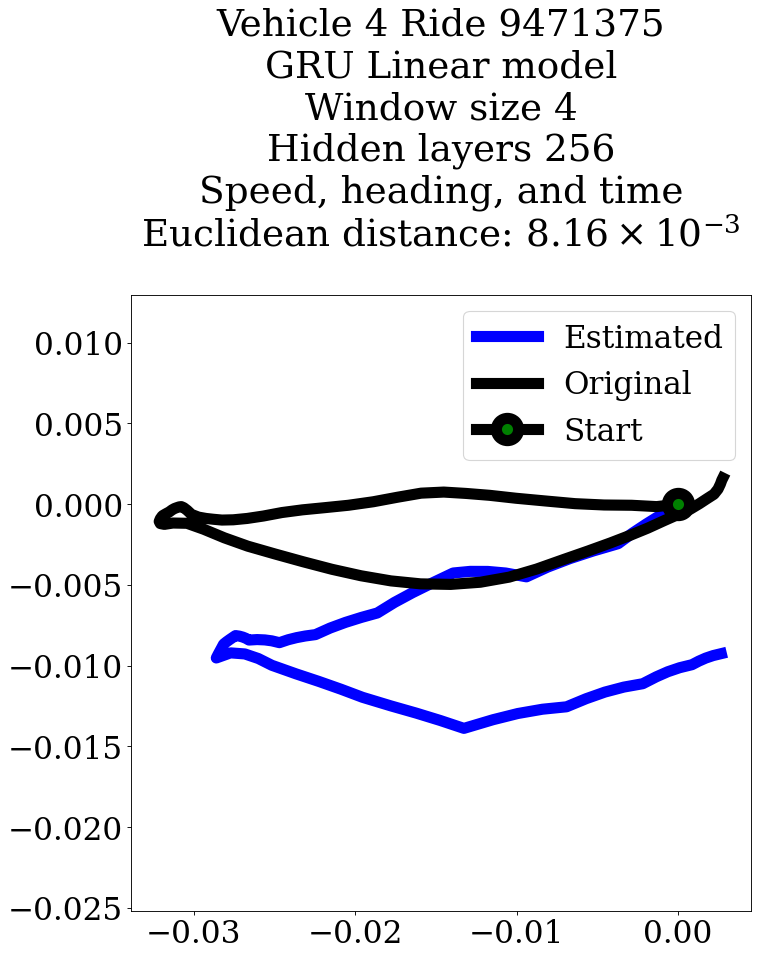 Vehicle 4 Ride 9471375
GRU Linear model
Window size 4
Hidden layers 256
Speed, heading, and time
Euclidean distance: 8.16 × 10⁻³
Estimated
Original
Start
0.010
0.005
0.000
−0.005
−0.010
−0.015
−0.020
−0.025
−0.03
−0.02
−0.01
0.00